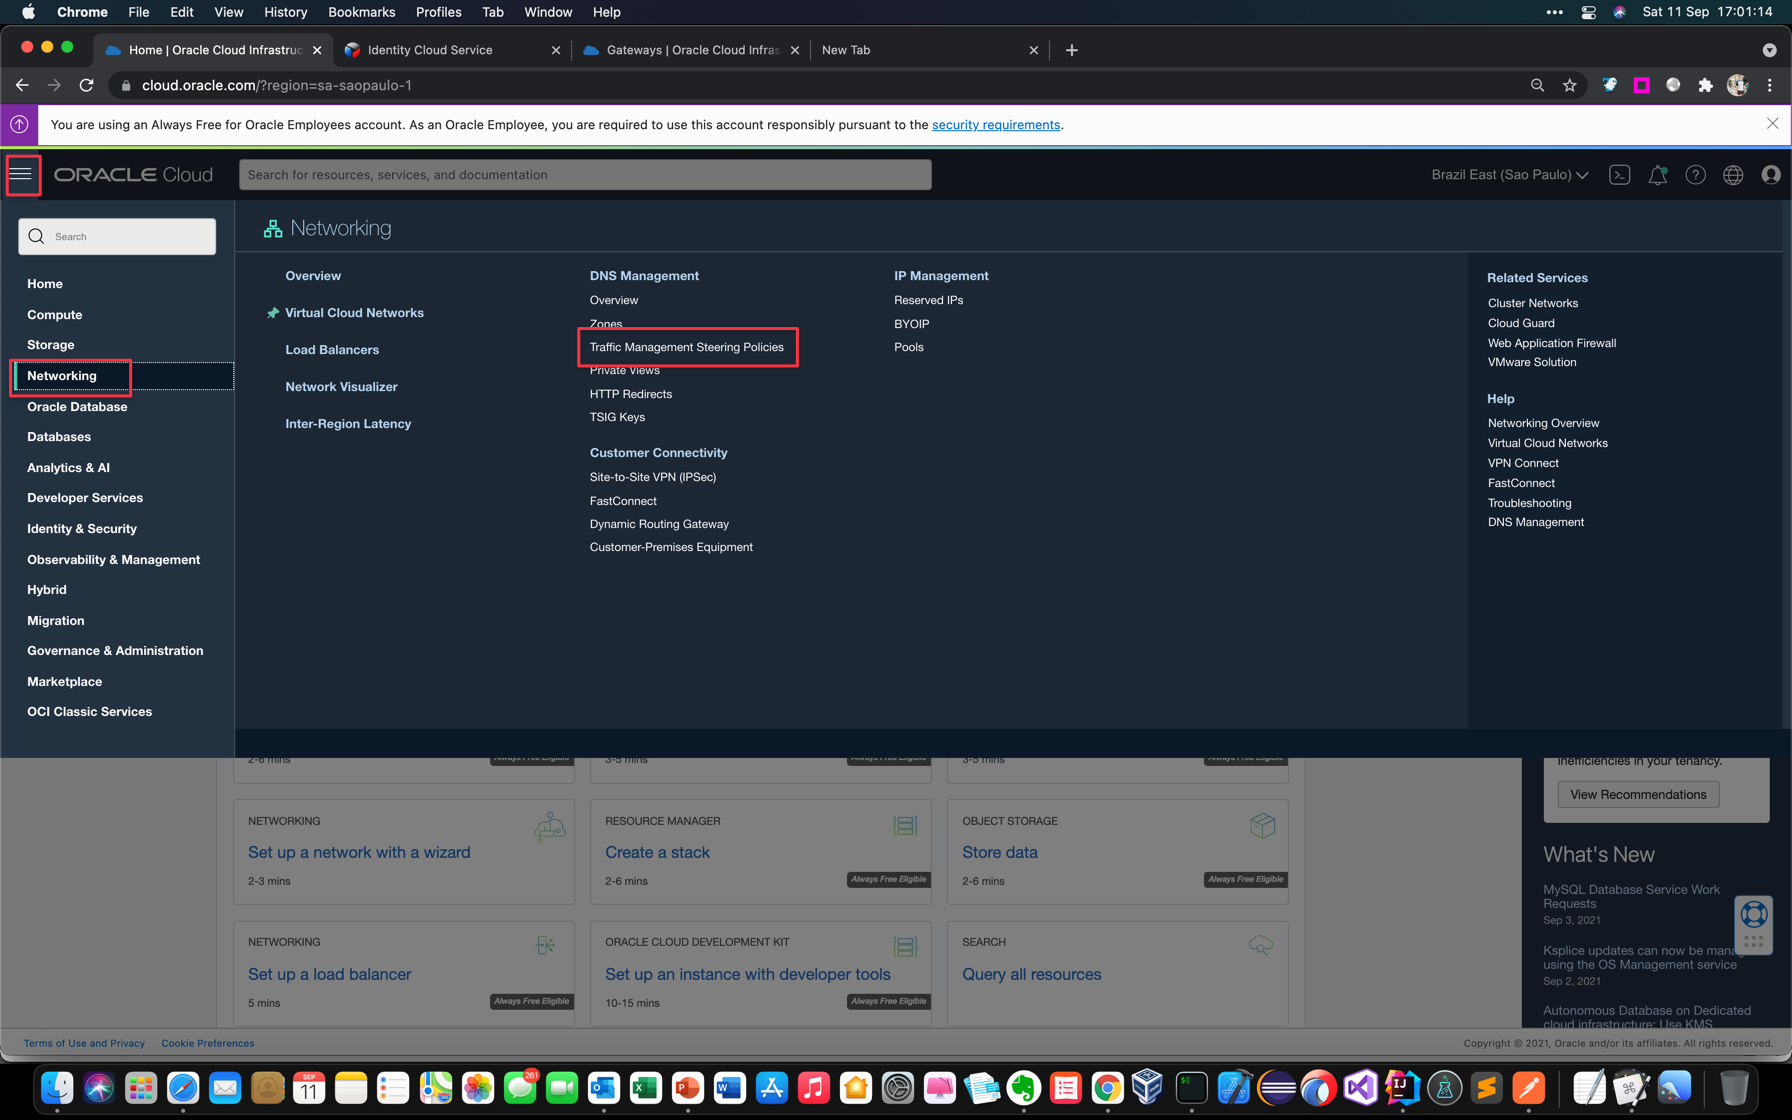 Chrome File Edit View History Bookmarks Profiles Tab Window Help
Sat 11 Sep 17:01:14
Home | Oracle Cloud Infrastruc
Identity Cloud Service
Gateways | Oracle Cloud Infras
New Tab
cloud.oracle.com/?region=sa-saopaulo-1
You are using an Always Free for Oracle Employees account. As an Oracle Employee, you are required to use this account responsibly pursuant to the security requirements.
ORACLE Cloud
Search for resources, services, and documentation
Brazil East (Sao Paulo)
Search
Home
Compute
Storage
Networking
Oracle Database
Databases
Analytics & AI
Developer Services
Identity & Security
Observability & Management
Hybrid
Migration
Governance & Administration
Marketplace
OCI Classic Services
Networking
Overview
Virtual Cloud Networks
Load Balancers
Network Visualizer
Inter-Region Latency
DNS Management
Overview
Zones
Traffic Management Steering Policies
Private Views
HTTP Redirects
TSIG Keys
Customer Connectivity
Site-to-Site VPN (IPSec)
FastConnect
Dynamic Routing Gateway
Customer-Premises Equipment
IP Management
Reserved IPs
BYOIP
Pools
Related Services
Cluster Networks
Cloud Guard
Web Application Firewall
VMware Solution
Help
Networking Overview
Virtual Cloud Networks
VPN Connect
FastConnect
Troubleshooting
DNS Management
2-6 mins
Always Free Eligible
3-5 mins
Always Free Eligible
3-5 mins
Always Free Eligible
NETWORKING
Set up a network with a wizard
2-3 mins
RESOURCE MANAGER
Create a stack
2-6 mins
Always Free Eligible
OBJECT STORAGE
Store data
2-6 mins
Always Free Eligible
NETWORKING
Set up a load balancer
5 mins
Always Free Eligible
ORACLE CLOUD DEVELOPMENT KIT
Set up an instance with developer tools
10-15 mins
Always Free Eligible
SEARCH
Query all resources
inefficiencies in your tenancy.
View Recommendations
What's New
MySQL Database Service Work
Requests
Sep 3, 2021
Ksplice updates can now be mana
using the OS Management service
Sep 2, 2021
Autonomous Database on Dedicated
cloud infrastructure: Use KMS
Terms of Use and Privacy
Cookie Preferences
Copyright © 2021, Oracle and/or its affiliates. All rights reserved.
SEP
11
261